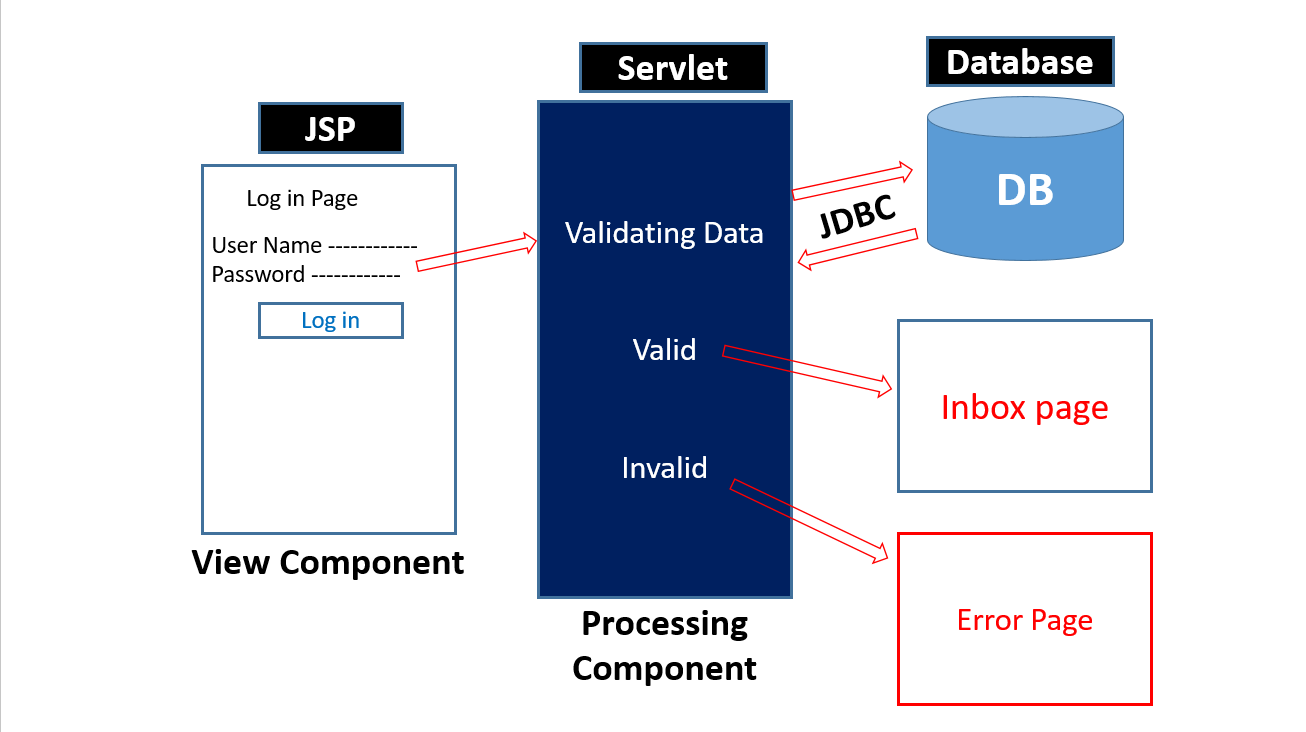 JSP
Log in Page
User Name ------------
Password ------------
Log in
View Component
Servlet
Validating Data
Valid
Invalid
Processing
Component
JDBC
Database
DB
Inbox page
Error Page